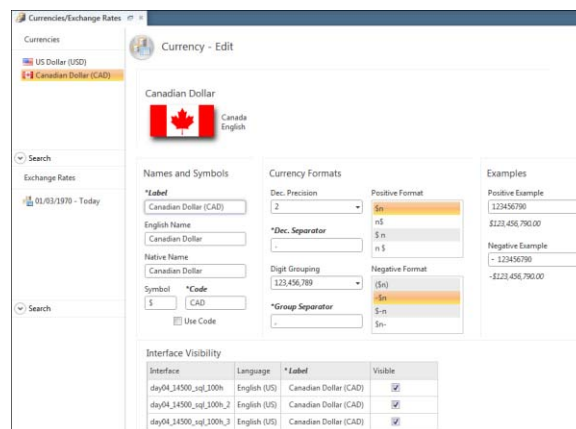 Currencies/Exchange Rates
Currencies
US Dollar (USD)
Canadian Dollar (CAD)
Search
Exchange Rates
01/03/1970 - Today
Search
Currency - Edit
Canadian Dollar
Canada
English
Names and Symbols
*Label
Canadian Dollar (CAD)
English Name
Canadian Dollar
Native Name
Canadian Dollar
Symbol *Code
$ CAD
Use Code
Currency Formats
Dec. Precision
2
*Dec. Separator
.
Digit Grouping
123,456,789
*Group Separator
,
Positive Format
$n
n$
$ n
n $
Negative Format
($n)
-$n
$-n
$n-
Examples
Positive Example
123456790
$123,456,790.00
Negative Example
- 123456790
-$123,456,790.00
Interface Visibility
Interface Language *Label Visible
day04_14500_sql_100h English (US) Canadian Dollar (CAD)
day04_14500_sql_100h_2 English (US) Canadian Dollar (CAD)
day04_14500_sql_100h_3 English (US) Canadian Dollar (CAD)